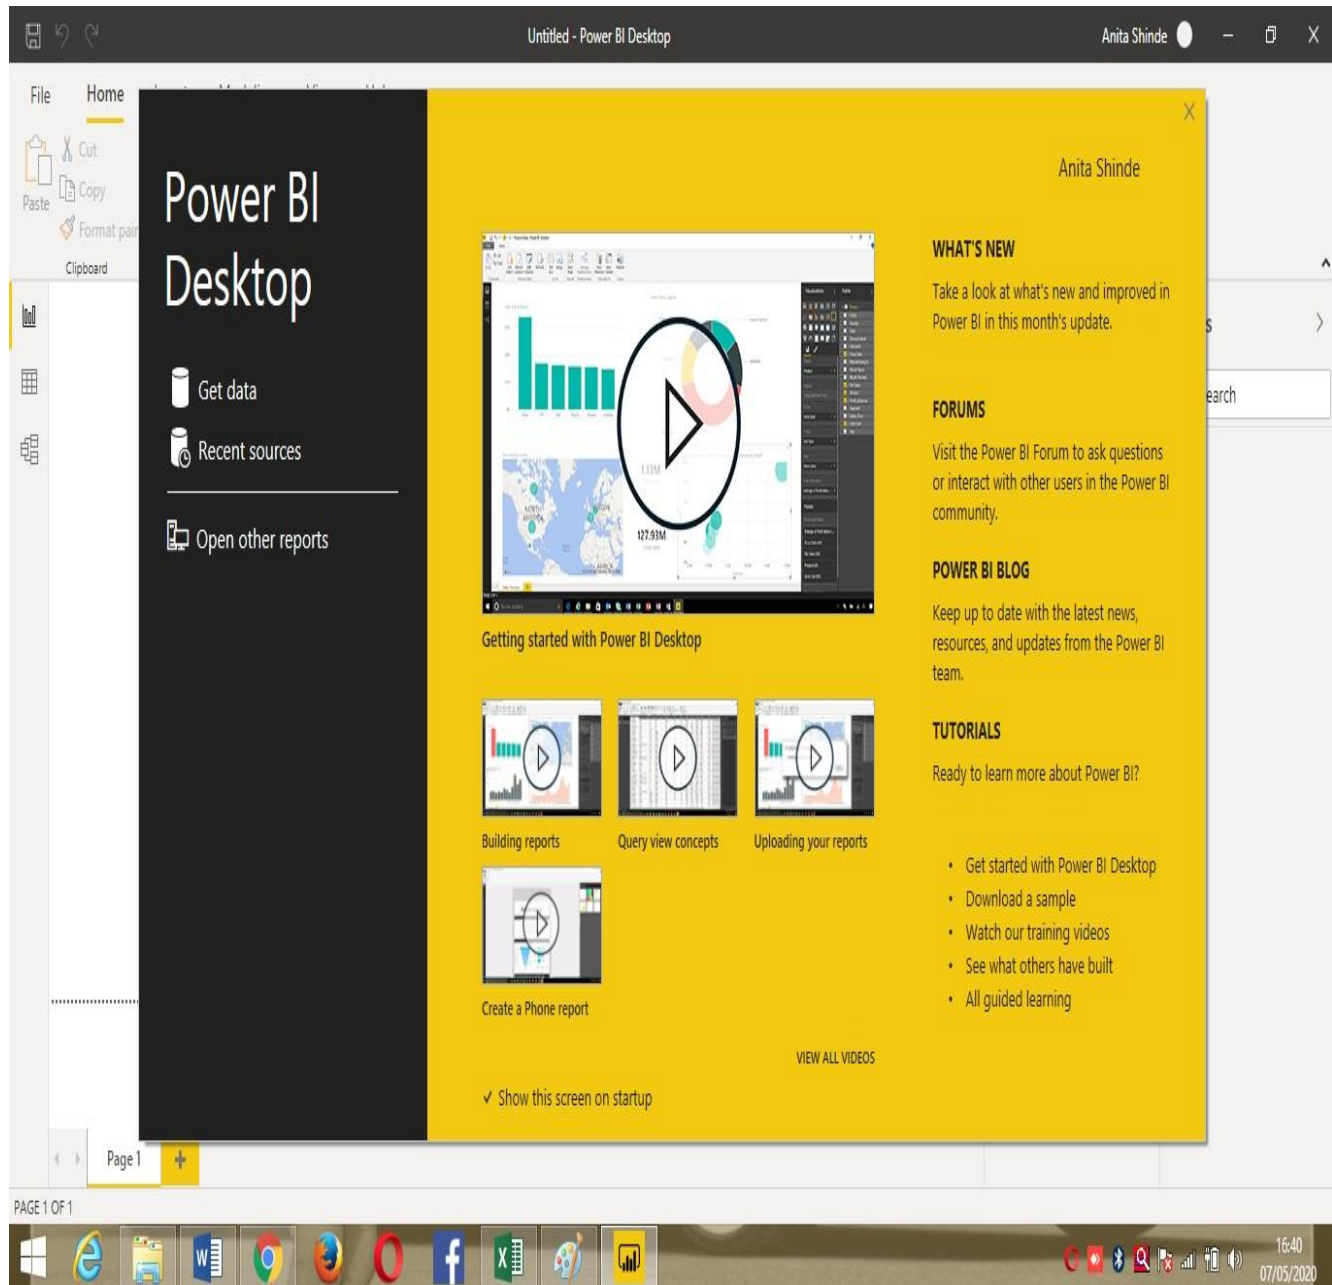 Untitled - Power BI Desktop
Anita Shinde
File
Home
Cut
Copy
Paste
Clipboard
Power BI
Desktop
Get data
Recent sources
Open other reports
Anita Shinde
127.93M
Getting started with Power BI Desktop
Building reports
Query view concepts
Uploading your reports
Create a Phone report
VIEW ALL VIDEOS
Show this screen on startup
WHAT'S NEW
Take a look at what's new and improved in
Power BI in this month's update.
FORUMS
Visit the Power BI Forum to ask questions
or interact with other users in the Power BI
community.
POWER BI BLOG
Keep up to date with the latest news,
resources, and updates from the Power BI
team.
TUTORIALS
Ready to learn more about Power BI?
• Get started with Power BI Desktop
• Download a sample
• Watch our training videos
• See what others have built
• All guided learning
Page 1
PAGE 1 OF 1
16:40
07/05/2020